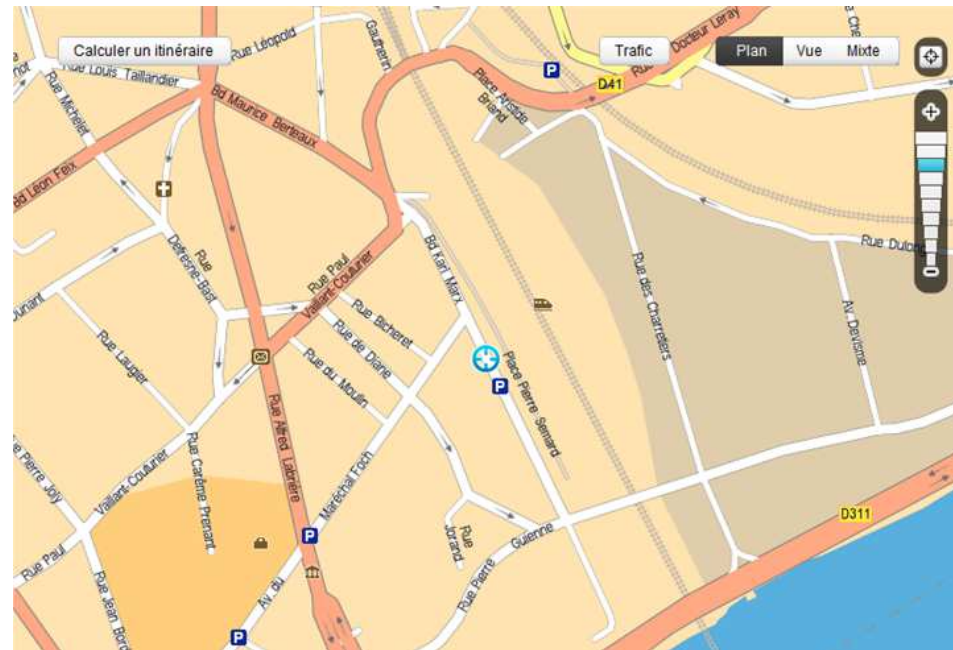 Calculer un itinéraire
Trafic
Plan
Vue
Mixte
Rue Léopold
Gautherin
Rue Docteur Leray
D41
Rue Louis Taillandier
Rue Michelet
Bd Maurice Berteaux
Place Aristide
Briand
Bd Léon Feix
P
Rue Dulong
Rue
Defresne-Bast
Rue Paul
Vaillant-Couturier
Bd Karl Marx
Rue des Charretiers
Av. Devisme
Dunant
Rue Laugier
Rue Bicheret
Rue de Diane
Rue du Moulin
P
Place Pierre Semard
Rue Alfred Labrière
Maréchal Foch
Av. du
Rue Carême Prenant
Vaillant-Couturier
Rue Paul
Pierre Joly
Rue Jean Bord
P
P
Rue
Jorand
Rue Pierre
Guienne
D311